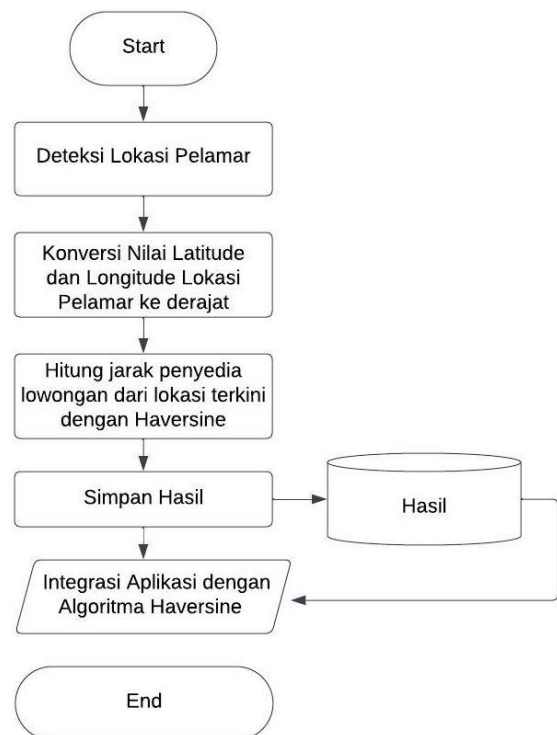 Start
Deteksi Lokasi Pelamar
Konversi Nilai Latitude
dan Longitude Lokasi
Pelamar ke derajat
Hitung jarak penyedia
lowongan dari lokasi terkini
dengan Haversine
Simpan Hasil
Hasil
Integrasi Aplikasi dengan
Algoritma Haversine
End